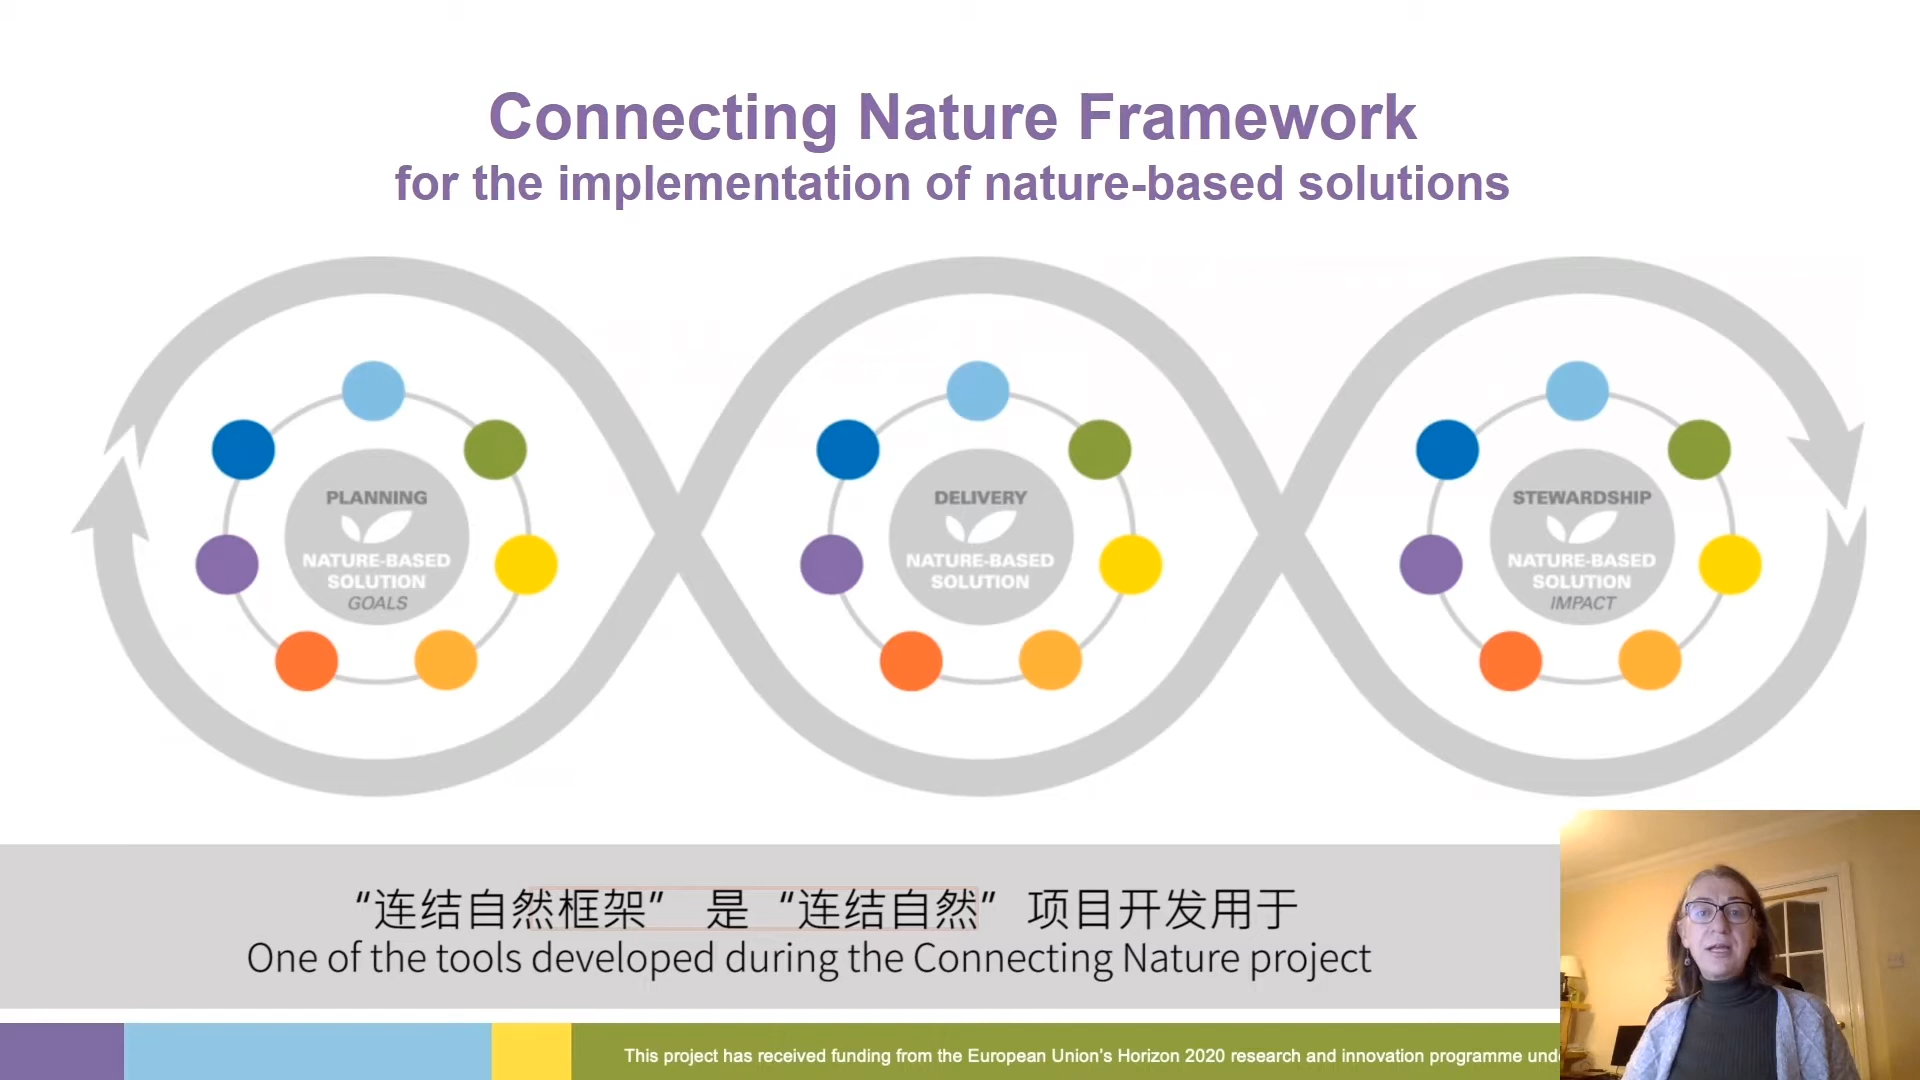 Connecting Nature Framework
for the implementation of nature-based solutions
PLANNING
NATURE-BASED
SOLUTION
GOALS
DELIVERY
NATURE-BASED
SOLUTION
STEWARDSHIP
NATURE-BASED
SOLUTION
IMPACT
“连结自然框架” 是 “连结自然” 项目开发用于
One of the tools developed during the Connecting Nature project
This project has received funding from the European Union’s Horizon 2020 research and innovation programme und